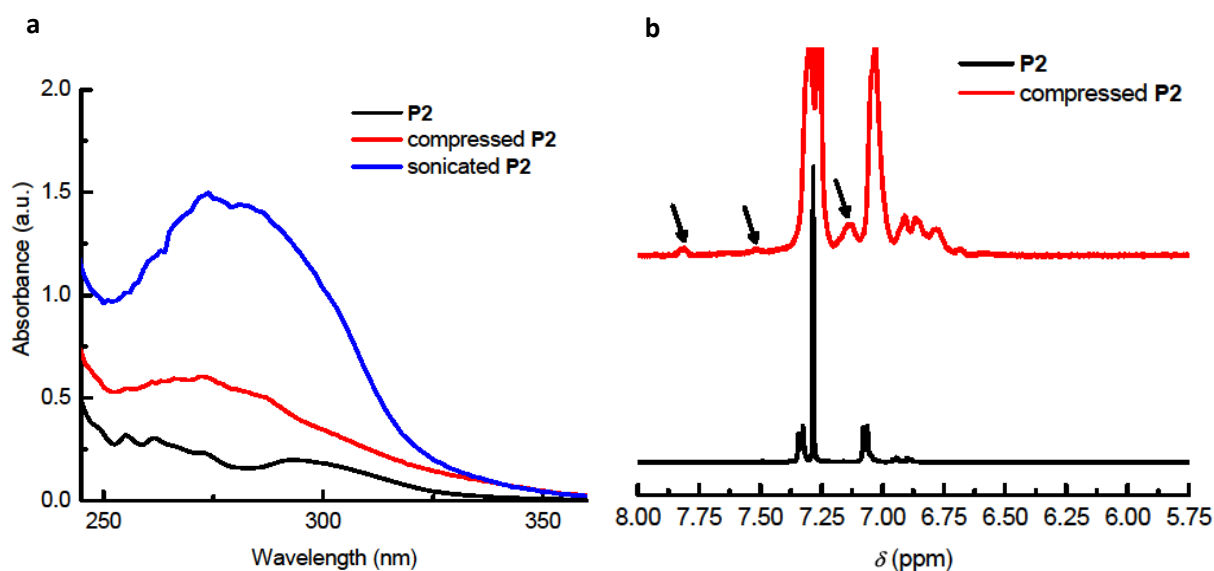 a
b
2.0
1.5
1.0
0.5
0.0
Absorbance (a.u.)
P2
compressed P2
sonicated P2
250
300
350
Wavelength (nm)
P2
compressed P2
8.00 7.75 7.50 7.25 7.00 6.75 6.50 6.25 6.00 5.75
δ (ppm)